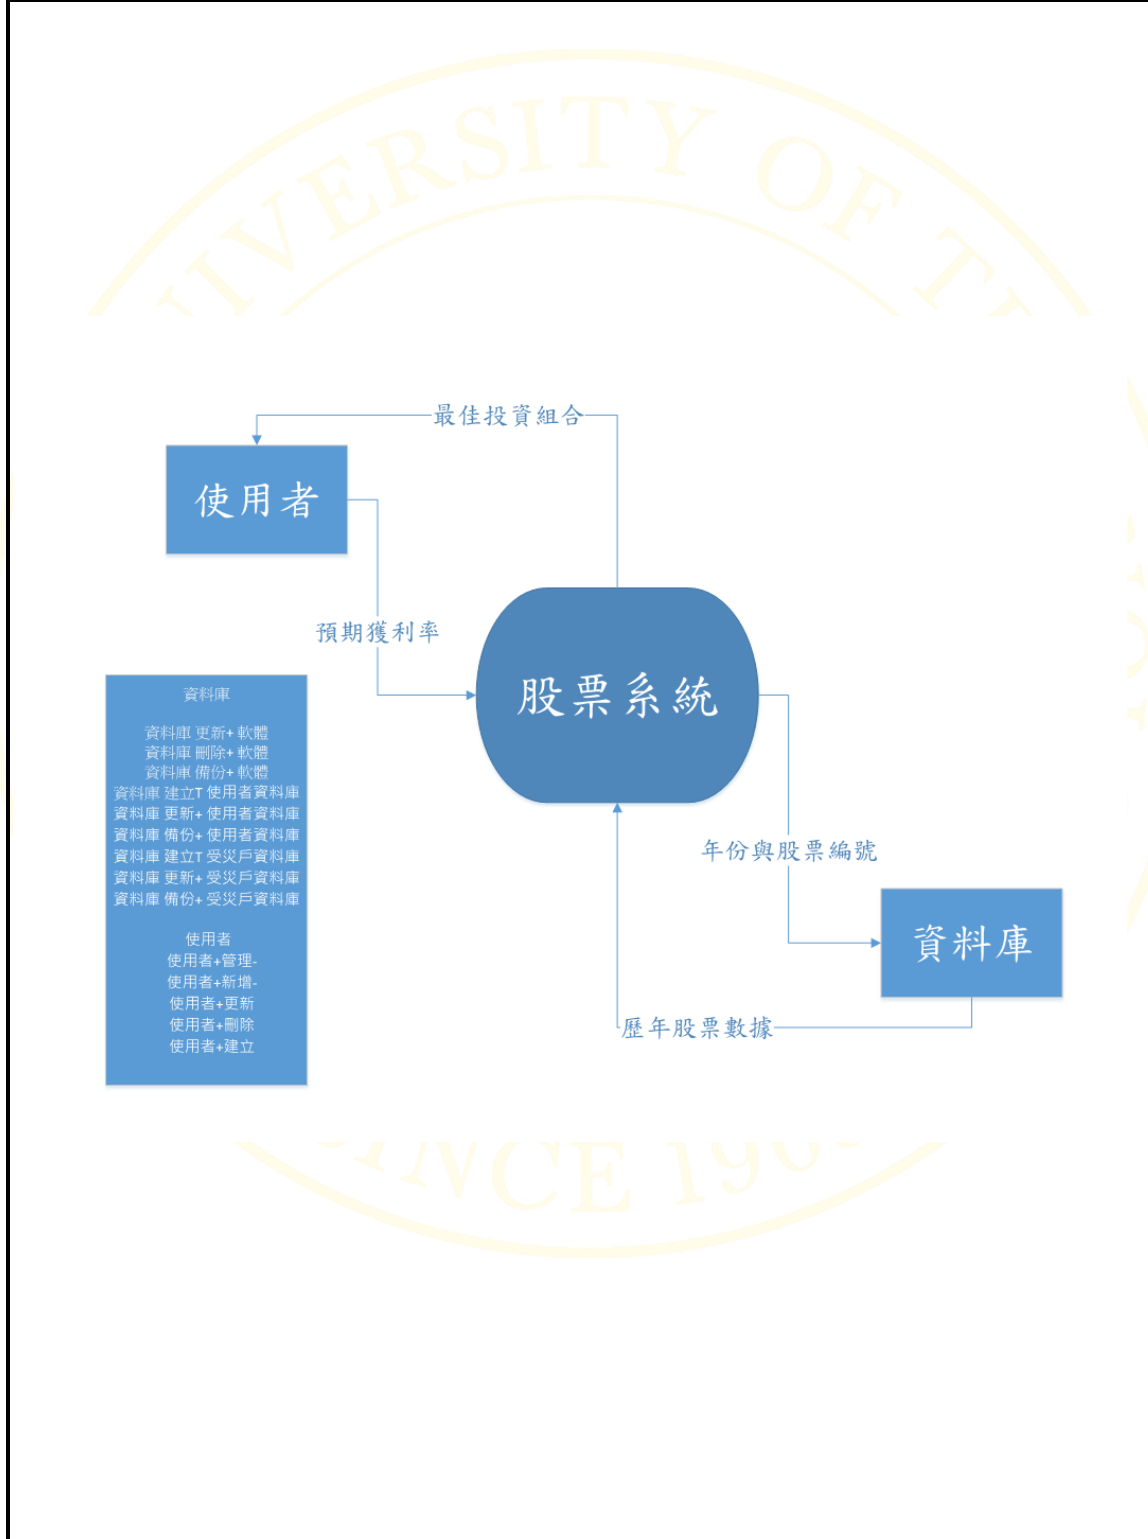 UNIVERSITY OF
最佳投資組合
使用者
預期獲利率
股票系統
資料庫
資料庫 更新+ 軟體
資料庫 刪除+ 軟體
資料庫 備份+ 軟體
資料庫 建立T 使用者資料庫
資料庫 更新+ 使用者資料庫
資料庫 備份+ 使用者資料庫
資料庫 建立T 受災戶資料庫
資料庫 更新+ 受災戶資料庫
資料庫 備份+ 受災戶資料庫
使用者
使用者+管理-
使用者+新增-
使用者+更新
使用者+刪除
使用者+建立
年份與股票編號
資料庫
歷年股票數據
SINCE